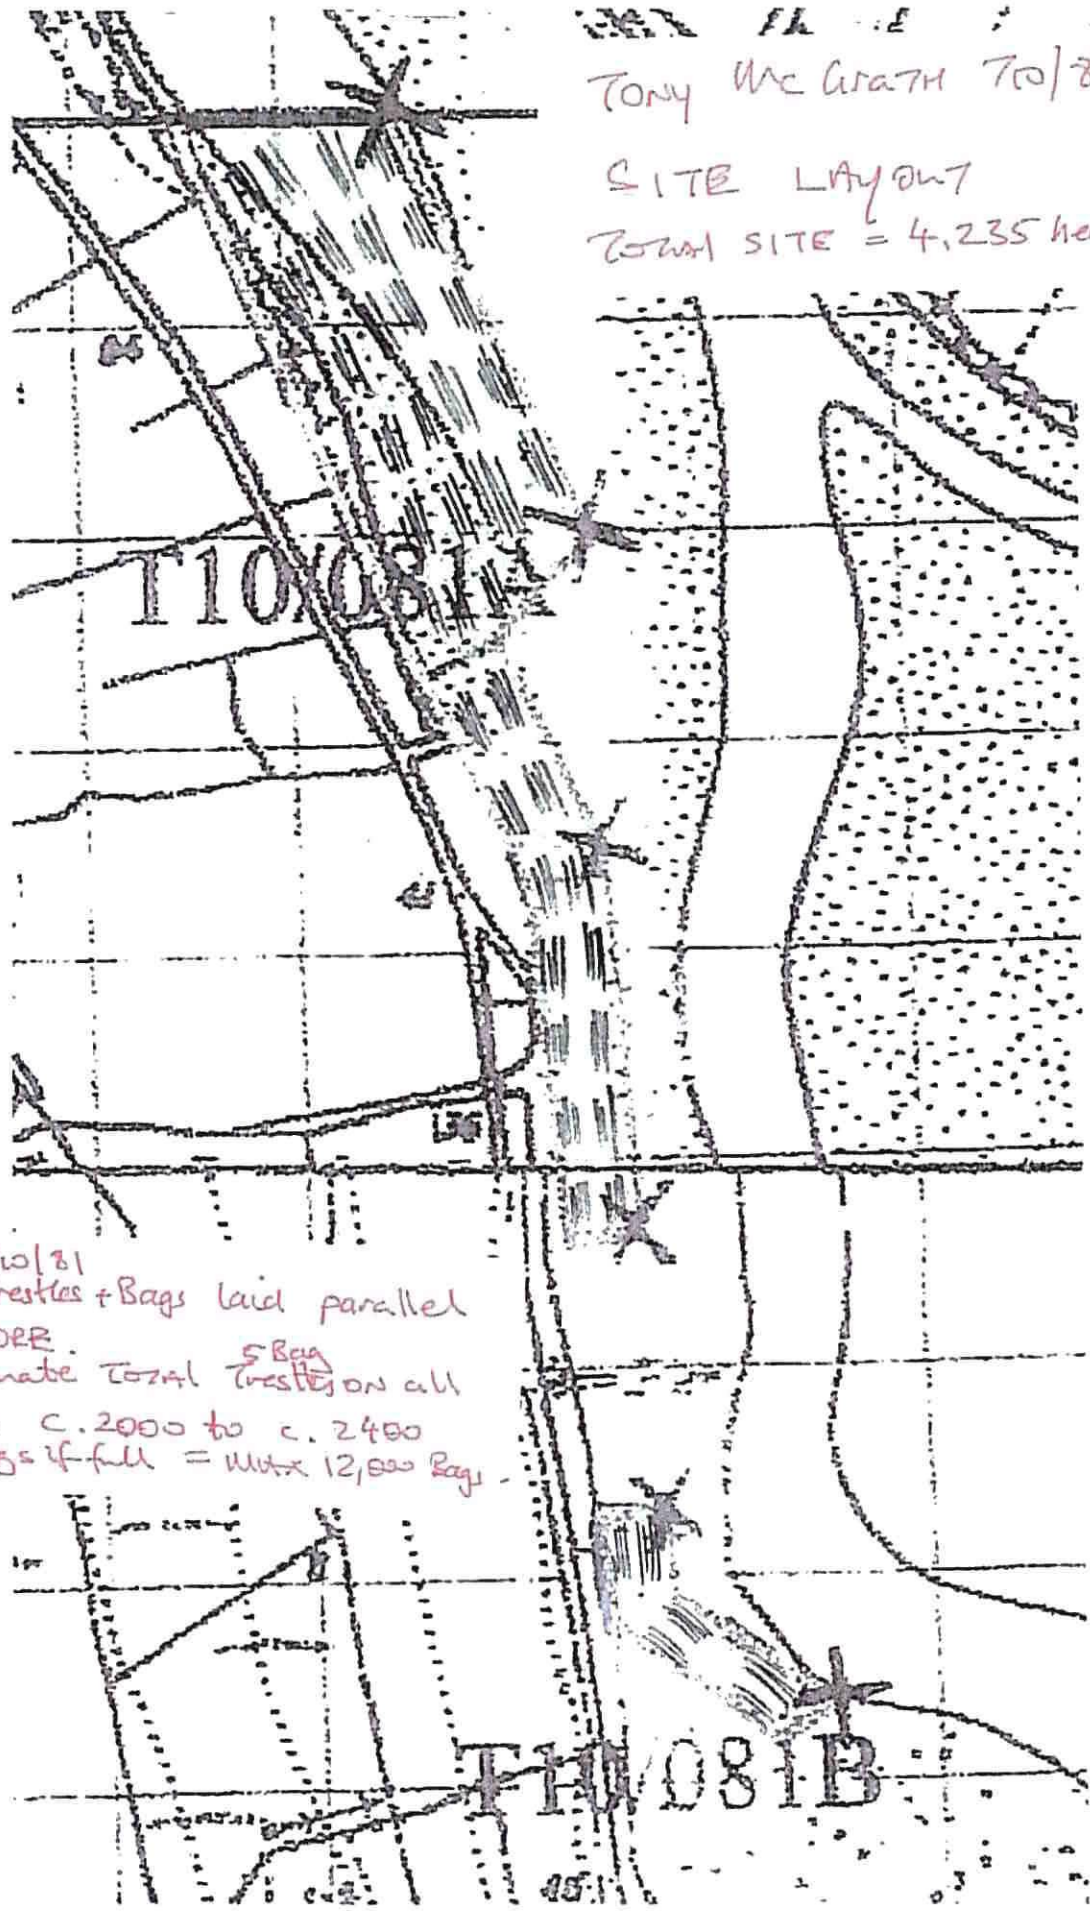 TONY McGraTH T10/8
SITE LAYOUT
Total SITE = 4,235 he
T10/081A
10/81
restles + Bags laid parallel
ORE.
5 Bag
mate TOTAL Trestles ON all
c. 2000 to c. 2400
gs if full = Max 12,000 Bags.
T10/081B